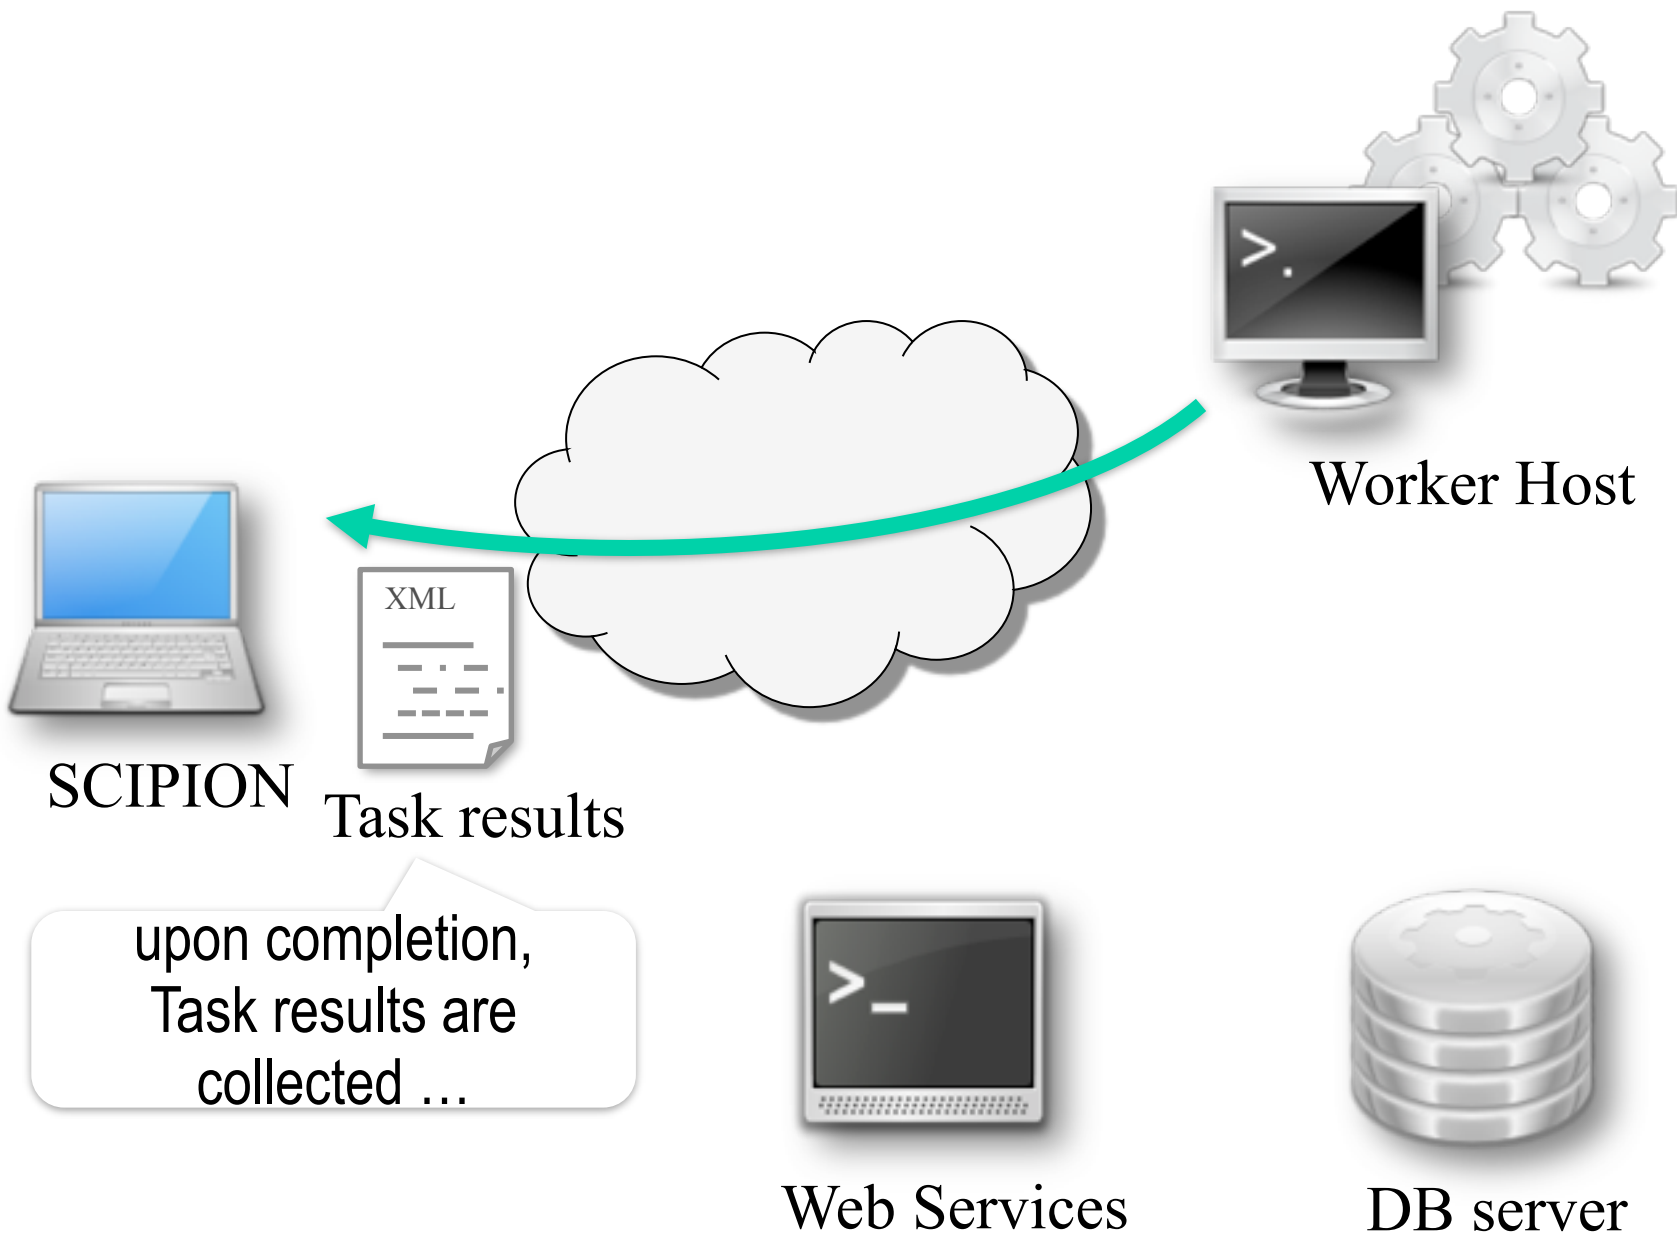 >.
Worker Host
XML
SCIPION
Task results
upon completion,
Task results are
collected …
>_
Web Services
DB server